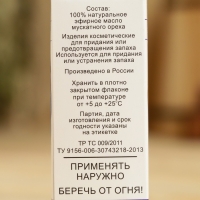 Состав:
100% натуральное
эфирное масло
мускатного ореха
Изделия косметические
для придания или
предотвращения запаха
Используется для придания
или устранения запаха
Произведено в России
Хранить в плотно
закрытом флаконе
при температуре
от +5 до +25°С
Партия, дата
изготовления и срок
годности указаны
на этикетке
ТР ТС 009/2011
ТУ 9156-006-30743218-2013
ПРИМЕНЯТЬ
НАРУЖНО
БЕРЕЧЬ ОТ ОГНЯ!